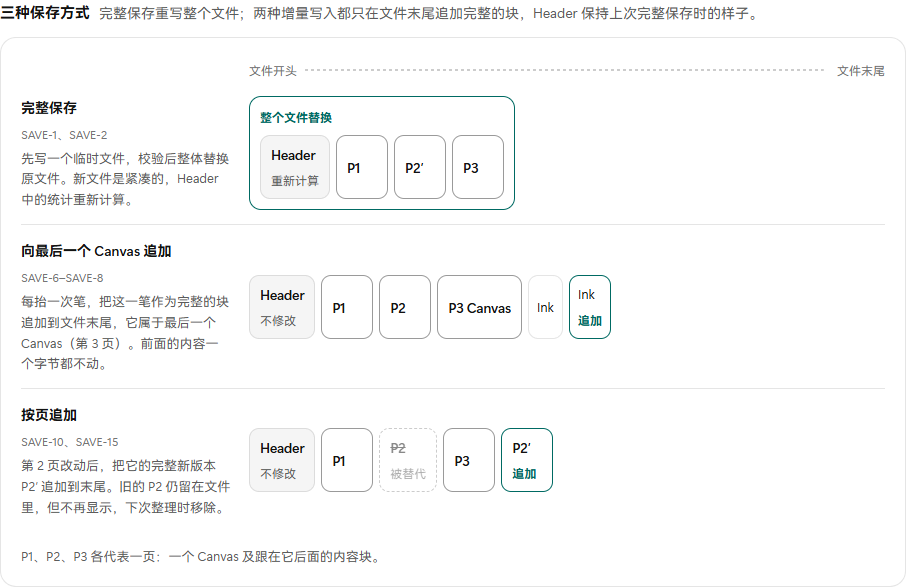 三种保存方式 完整保存重写整个文件；两种增量写入都只在文件末尾追加完整的块，Header 保持上次完整保存时的样子。
文件开头 文件末尾
完整保存
SAVE-1、SAVE-2
先写一个临时文件，校验后整体替换
原文件。新文件是紧凑的，Header
中的统计重新计算。
整个文件替换
Header
重新计算
P1
P2′
P3
向最后一个 Canvas 追加
SAVE-6–SAVE-8
每抬一次笔，把这一笔作为完整的块
追加到文件末尾，它属于最后一个
Canvas（第 3 页）。前面的内容一
个字节都不动。
Header
不修改
P1
P2
P3 Canvas
Ink
Ink
追加
按页追加
SAVE-10、SAVE-15
第 2 页改动后，把它的完整新版本
P2′ 追加到末尾。旧的 P2 仍留在文件
里，但不再显示，下次整理时移除。
Header
不修改
P1
P2
被替代
P3
P2′
追加
P1、P2、P3 各代表一页：一个 Canvas 及跟在它后面的内容块。